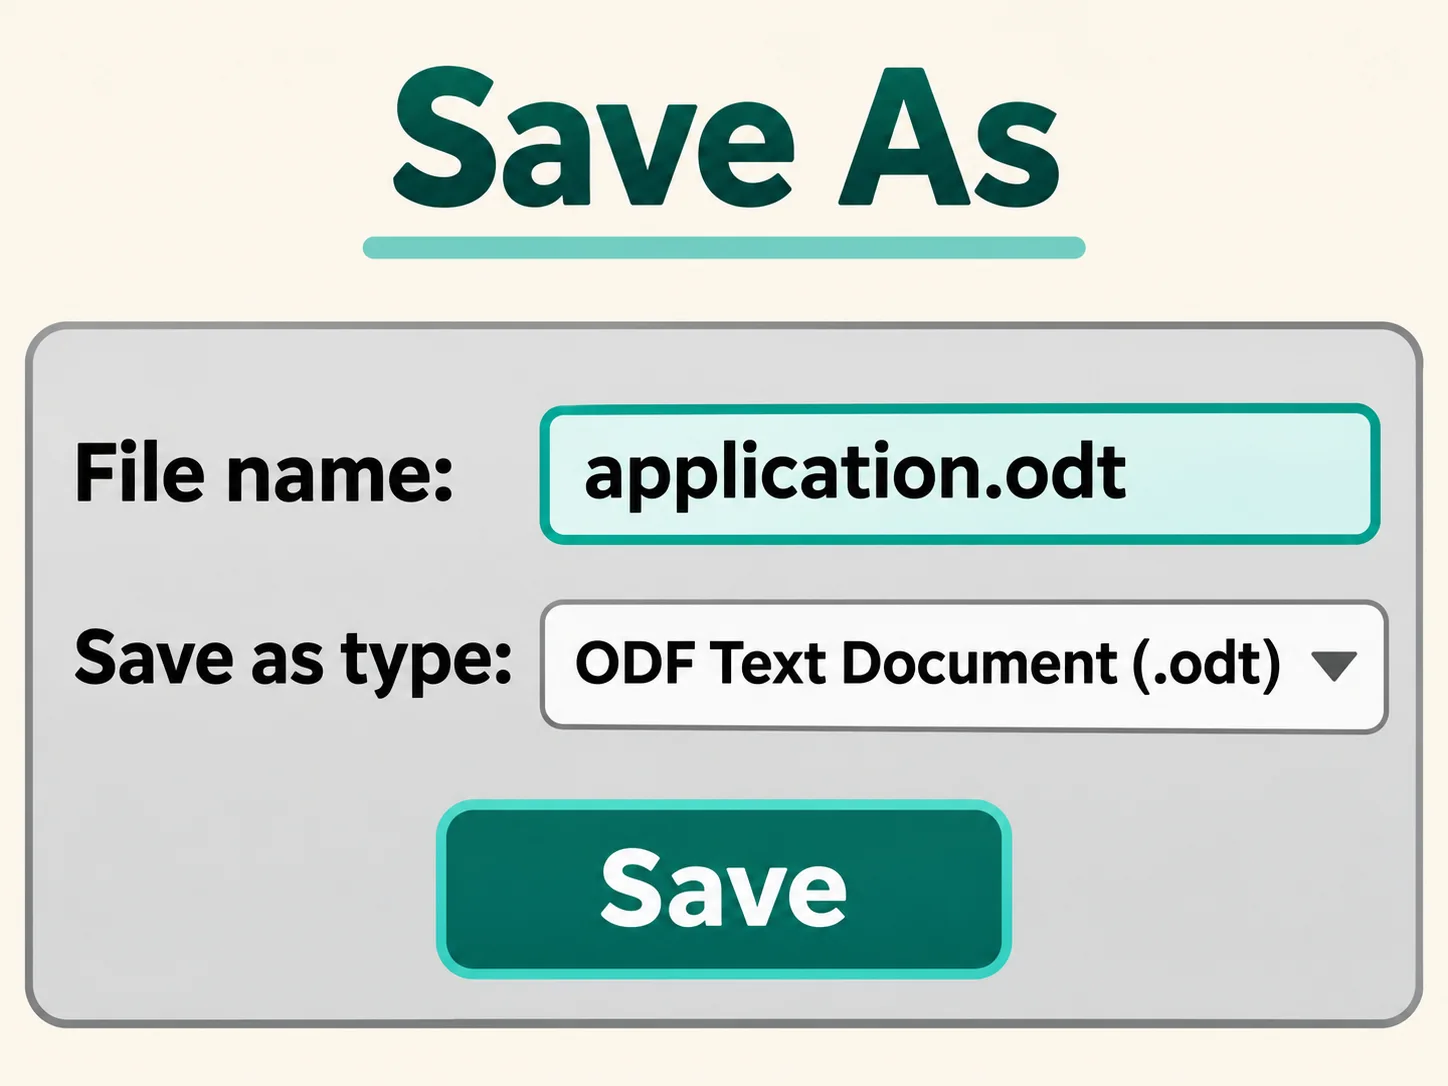 Save As
File name: application.odt
Save as type: ODF Text Document (.odt)
Save